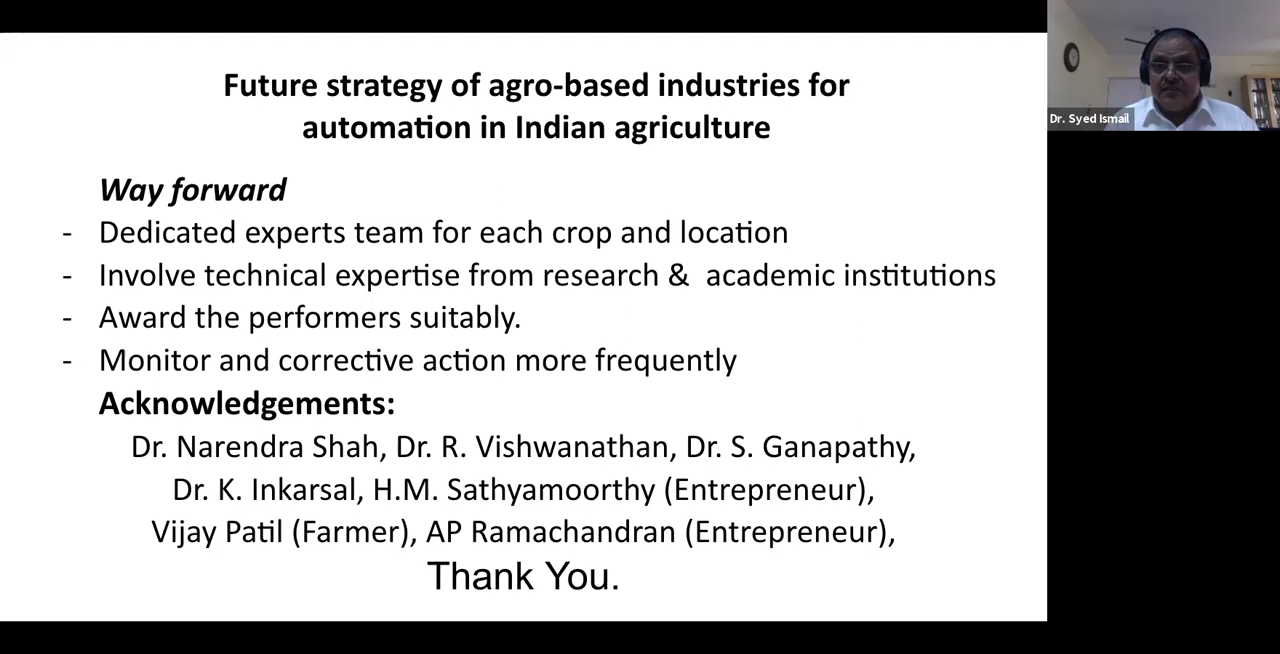 Future strategy of agro-based industries for
automation in Indian agriculture
Way forward
- Dedicated experts team for each crop and location
- Involve technical expertise from research &  academic institutions
- Award the performers suitably.
- Monitor and corrective action more frequently
Acknowledgements:
Dr. Narendra Shah, Dr. R. Vishwanathan, Dr. S. Ganapathy,
Dr. K. Inkarsal, H.M. Sathyamoorthy (Entrepreneur),
Vijay Patil (Farmer), AP Ramachandran (Entrepreneur),
Thank You.
Dr. Syed Ismail